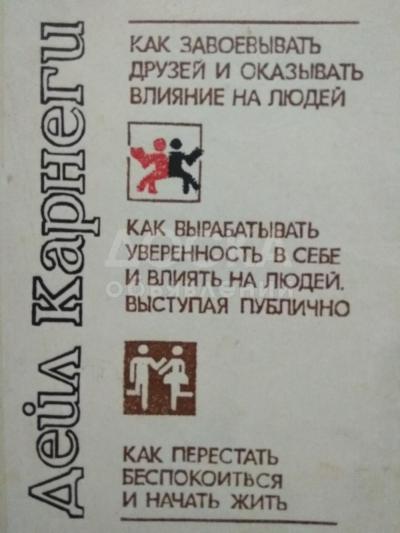 Дейл Карнеги
КАК ЗАВОЕВЫВАТЬ
ДРУЗЕЙ И ОКАЗЫВАТЬ
ВЛИЯНИЕ НА ЛЮДЕЙ
КАК ВЫРАБАТЫВАТЬ
УВЕРЕННОСТЬ В СЕБЕ
И ВЛИЯТЬ НА ЛЮДЕЙ,
ВЫСТУПАЯ ПУБЛИЧНО
КАК ПЕРЕСТАТЬ
БЕСПОКОИТЬСЯ
И НАЧАТЬ ЖИТЬ